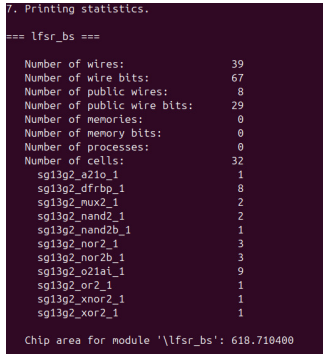 7. Printing statistics.
=== lfsr_bs ===
Number of wires: 39
Number of wire bits: 67
Number of public wires: 8
Number of public wire bits: 29
Number of memories: 0
Number of memory bits: 0
Number of processes: 0
Number of cells: 32
sg13g2_a21o_1 1
sg13g2_dfrbp_1 8
sg13g2_mux2_1 2
sg13g2_nand2_1 2
sg13g2_nand2b_1 1
sg13g2_nor2_1 3
sg13g2_nor2b_1 3
sg13g2_o21ai_1 9
sg13g2_or2_1 1
sg13g2_xnor2_1 1
sg13g2_xor2_1 1
Chip area for module '\lfsr_bs': 618.710400